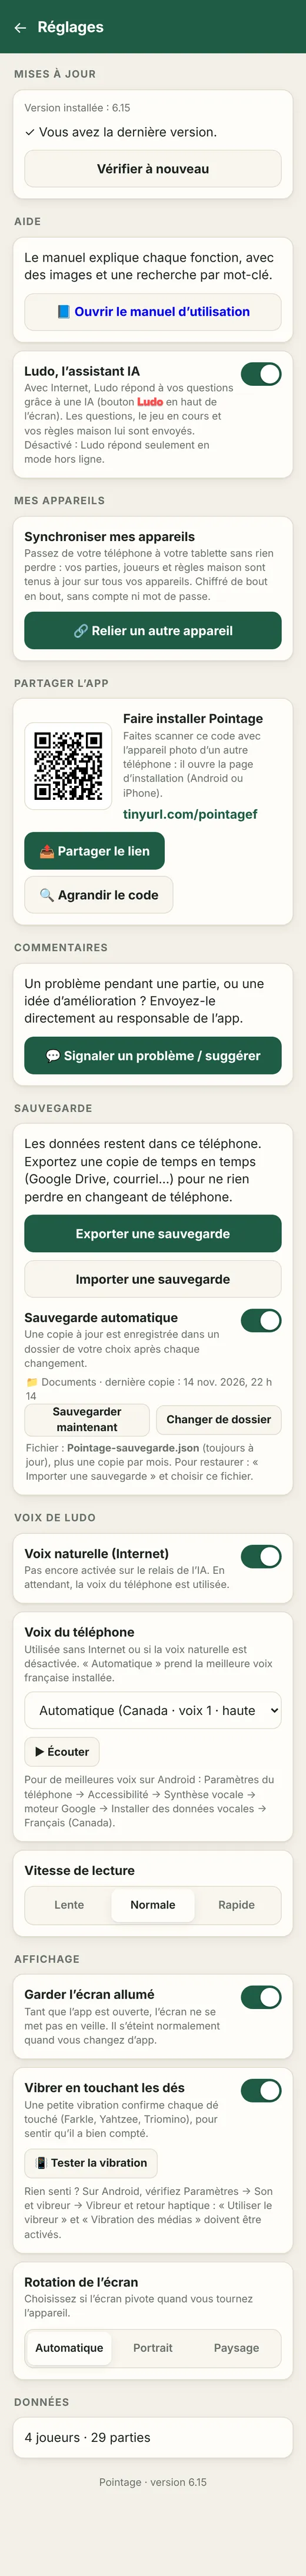 ← Réglages
MISES À JOUR
Version installée : 6.15
✓ Vous avez la dernière version.
Vérifier à nouveau
AIDE
Le manuel explique chaque fonction, avec
des images et une recherche par mot-clé.
📘 Ouvrir le manuel d’utilisation
Ludo, l’assistant IA
Avec Internet, Ludo répond à vos questions
grâce à une IA (bouton Ludo en haut de
l’écran). Les questions, le jeu en cours et
vos règles maison lui sont envoyés.
Désactivé : Ludo répond seulement en
mode hors ligne.
MES APPAREILS
Synchroniser mes appareils
Passez de votre téléphone à votre tablette sans rien
perdre : vos parties, joueurs et règles maison sont
tenus à jour sur tous vos appareils. Chiffré de bout
en bout, sans compte ni mot de passe.
🔗 Relier un autre appareil
PARTAGER L’APP
Faire installer Pointage
Faites scanner ce code avec
l’appareil photo d’un autre
téléphone : il ouvre la page
d’installation (Android ou
iPhone).
tinyurl.com/pointagef
📤 Partager le lien
🔍 Agrandir le code
COMMENTAIRES
Un problème pendant une partie, ou une
idée d’amélioration ? Envoyez-le
directement au responsable de l’app.
💬 Signaler un problème / suggérer
SAUVEGARDE
Les données restent dans ce téléphone.
Exportez une copie de temps en temps
(Google Drive, courriel…) pour ne rien
perdre en changeant de téléphone.
Exporter une sauvegarde
Importer une sauvegarde
Sauvegarde automatique
Une copie à jour est enregistrée dans un
dossier de votre choix après chaque
changement.
📁 Documents · dernière copie : 14 nov. 2026, 22 h
14
Sauvegarder
maintenant
Changer de dossier
Fichier : Pointage-sauvegarde.json (toujours à
jour), plus une copie par mois. Pour restaurer : «
Importer une sauvegarde » et choisir ce fichier.
VOIX DE LUDO
Voix naturelle (Internet)
Pas encore activée sur le relais de l’IA. En
attendant, la voix du téléphone est utilisée.
Voix du téléphone
Utilisée sans Internet ou si la voix naturelle est
désactivée. « Automatique » prend la meilleure voix
française installée.
Automatique (Canada · voix 1 · haute
▶ Écouter
Pour de meilleures voix sur Android : Paramètres du
téléphone → Accessibilité → Synthèse vocale →
moteur Google → Installer des données vocales →
Français (Canada).
Vitesse de lecture
Lente
Normale
Rapide
AFFICHAGE
Garder l’écran allumé
Tant que l’app est ouverte, l’écran ne se
met pas en veille. Il s’éteint normalement
quand vous changez d’app.
Vibrer en touchant les dés
Une petite vibration confirme chaque dé
touché (Farkle, Yahtzee, Triomino), pour
sentir qu’il a bien compté.
📳 Tester la vibration
Rien senti ? Sur Android, vérifiez Paramètres → Son
et vibreur → Vibreur et retour haptique : « Utiliser le
vibreur » et « Vibration des médias » doivent être
activés.
Rotation de l’écran
Choisissez si l’écran pivote quand vous tournez
l’appareil.
Automatique
Portrait
Paysage
DONNÉES
4 joueurs · 29 parties
Pointage · version 6.15